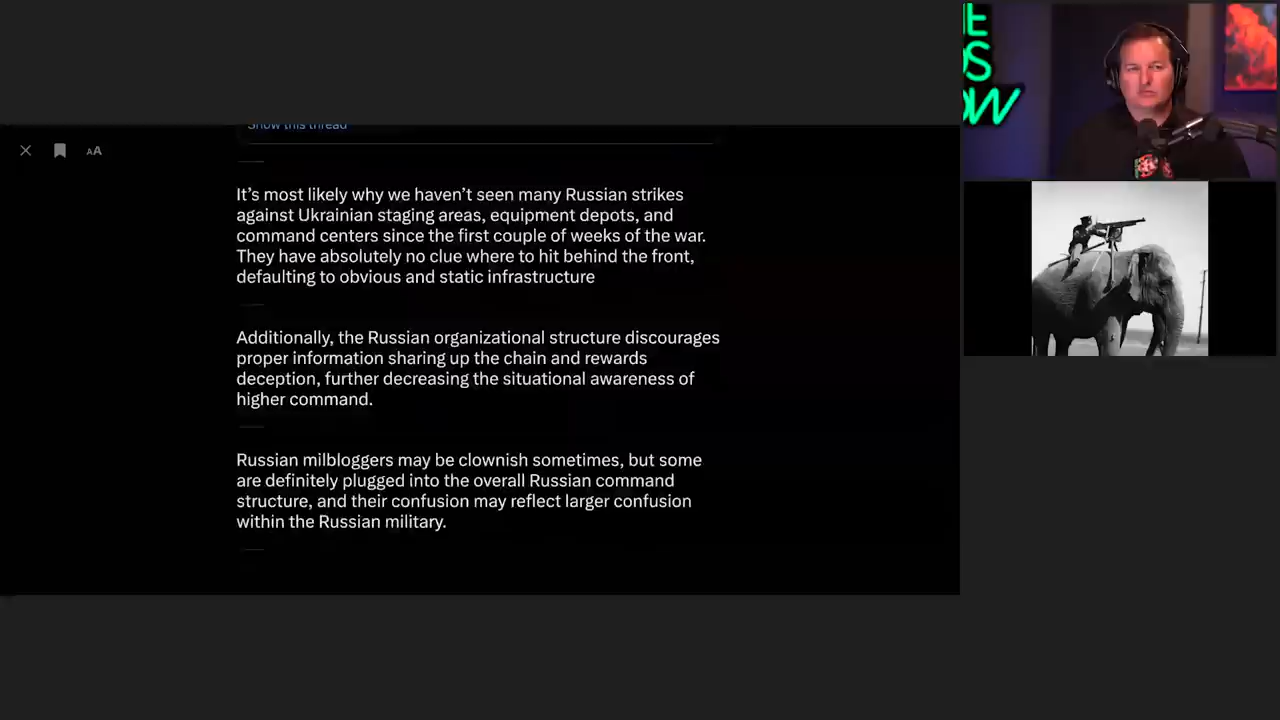 Show this thread
AA
It’s most likely why we haven’t seen many Russian strikes
against Ukrainian staging areas, equipment depots, and
command centers since the first couple of weeks of the war.
They have absolutely no clue where to hit behind the front,
defaulting to obvious and static infrastructure
Additionally, the Russian organizational structure discourages
proper information sharing up the chain and rewards
deception, further decreasing the situational awareness of
higher command.
Russian milbloggers may be clownish sometimes, but some
are definitely plugged into the overall Russian command
structure, and their confusion may reflect larger confusion
within the Russian military.